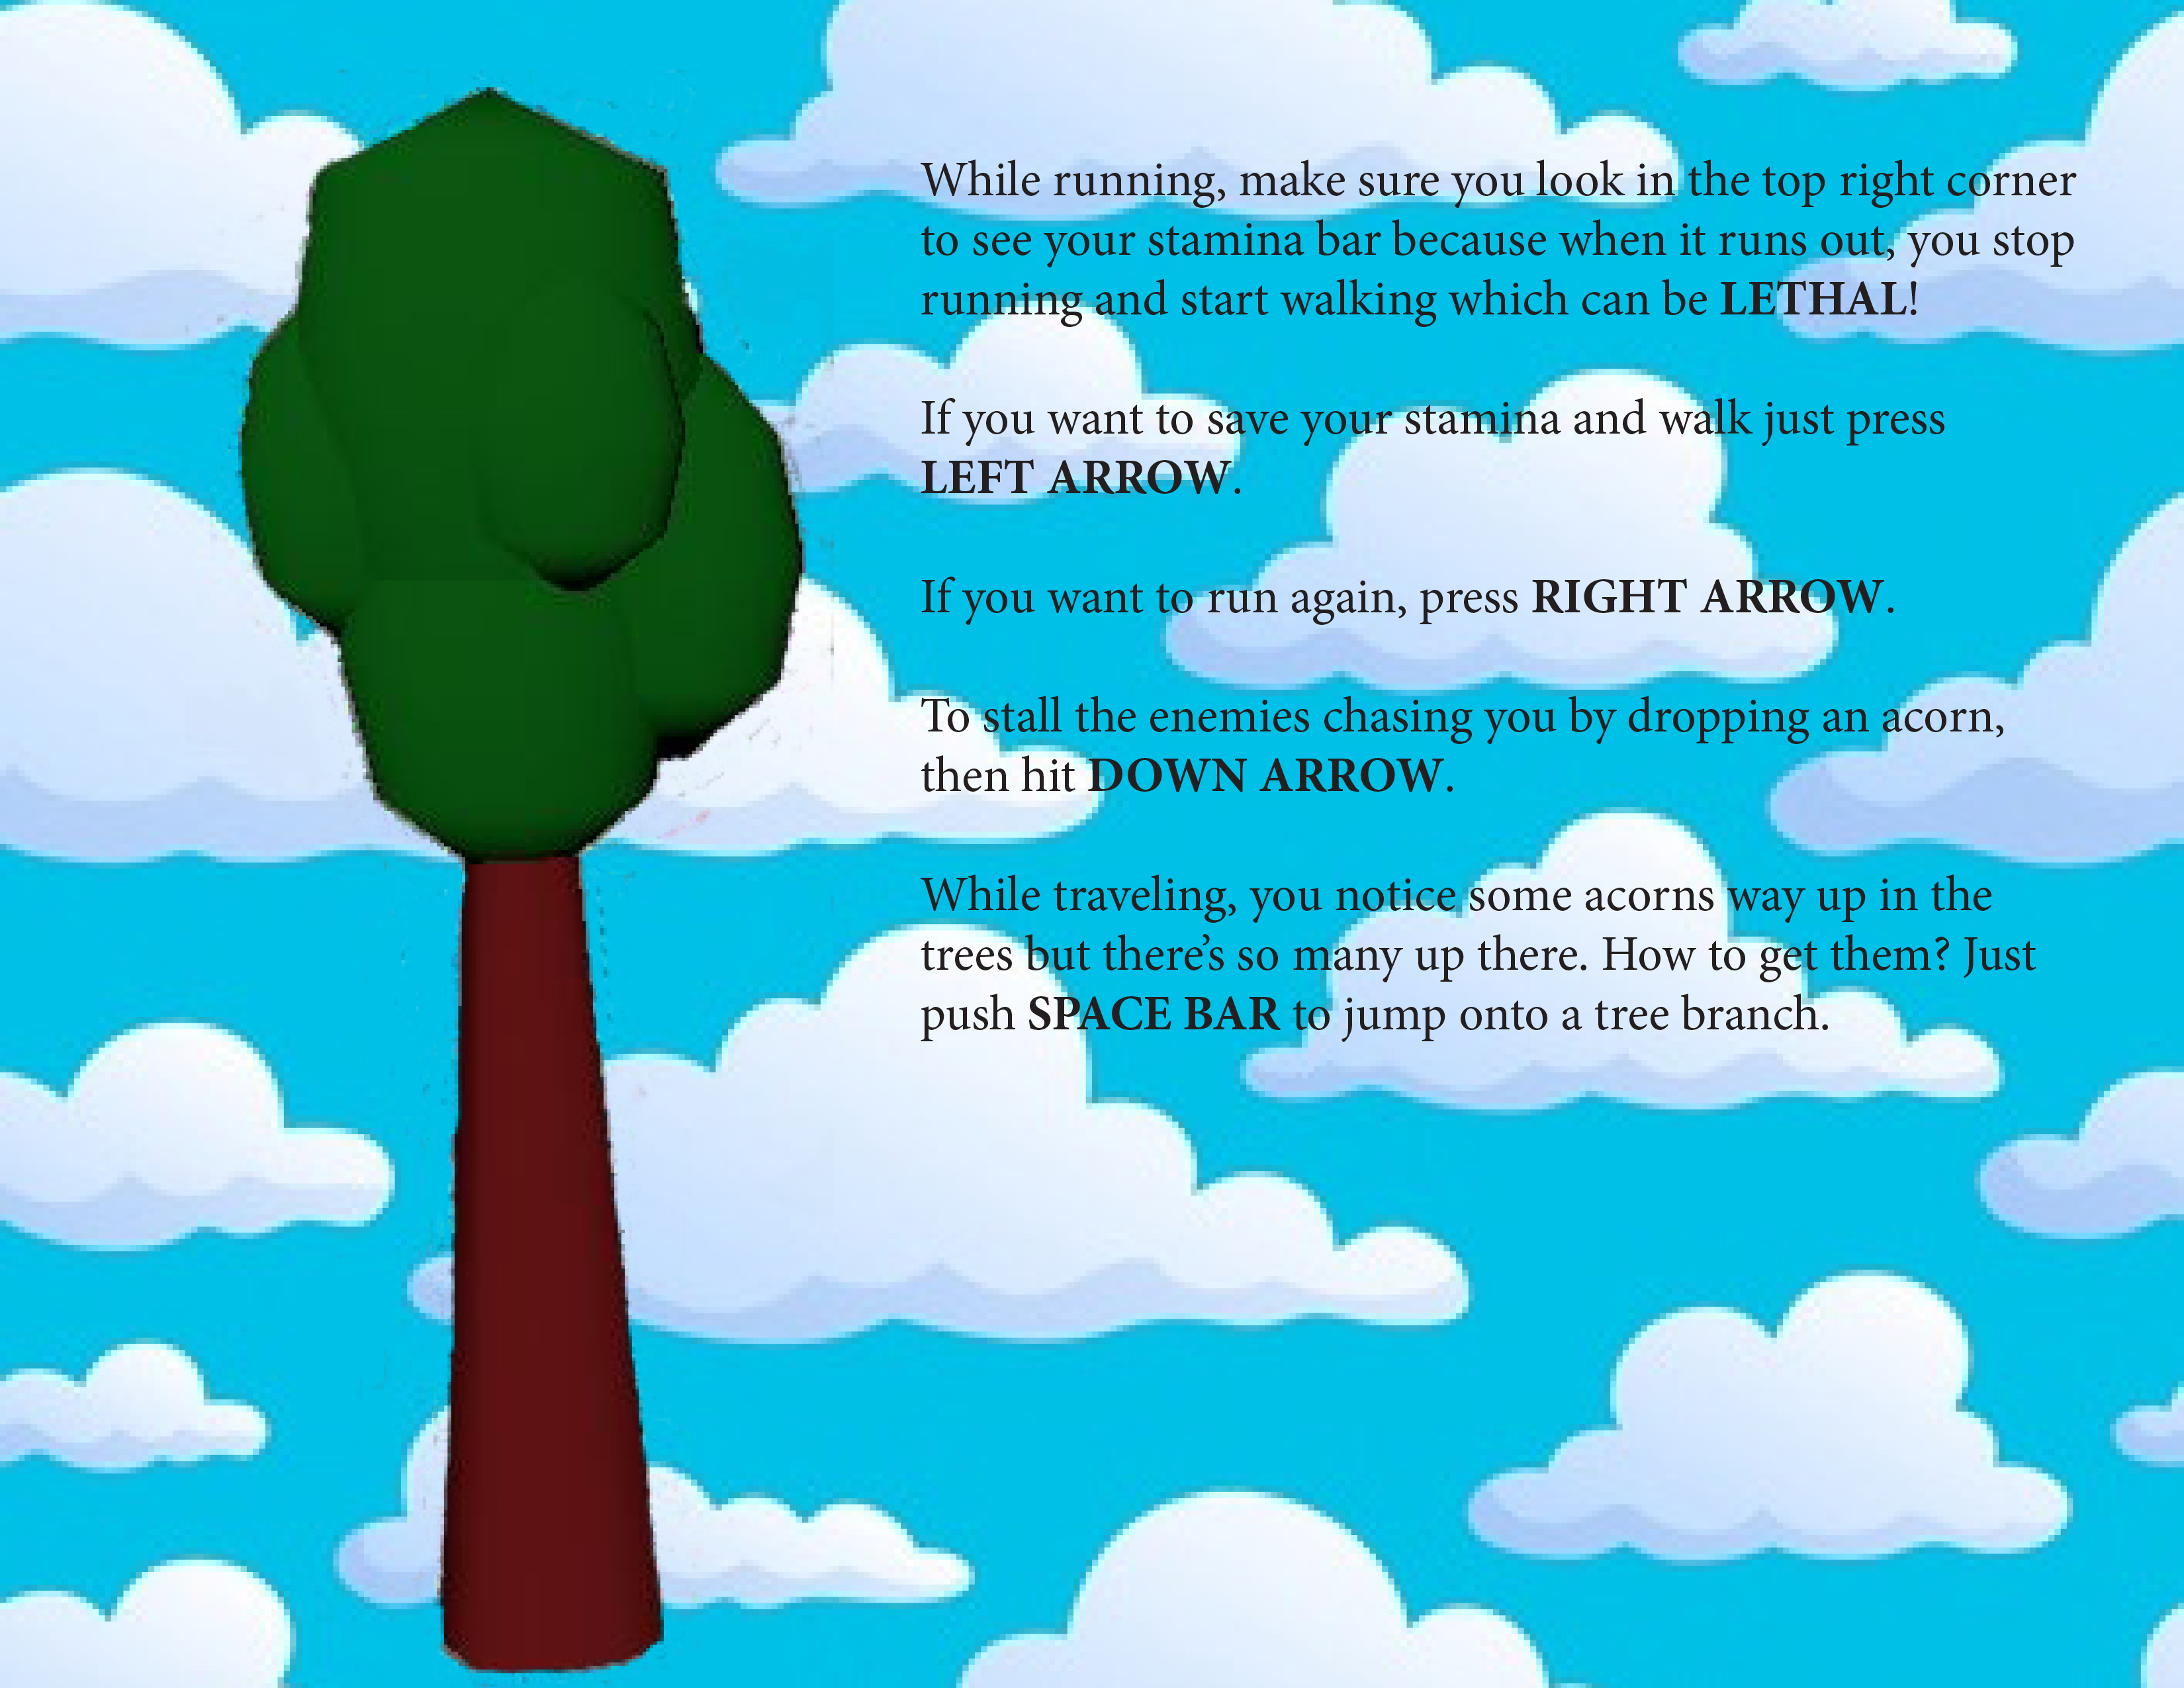 While running, make sure you look in the top right corner
to see your stamina bar because when it runs out, you stop
running and start walking which can be LETHAL!
If you want to save your stamina and walk just press
LEFT ARROW.
If you want to run again, press RIGHT ARROW.
To stall the enemies chasing you by dropping an acorn,
then hit DOWN ARROW.
While traveling, you notice some acorns way up in the
trees but there’s so many up there. How to get them? Just
push SPACE BAR to jump onto a tree branch.